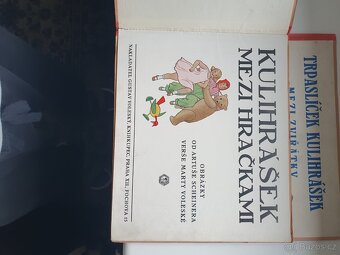 KULIHRÁŠEK
MEZI HRAČKAMI
OBRÁZKY
OD ARTUŠE SCHEINERA
VERŠE MARTY VOLESKÉ
NAKLADATEL GUSTAV VOLESKÝ, KNIHKUPEC PRAHA XII, FOCHOVA 15
TRPASLÍČEK KULIHRÁŠEK
MEZI ZVÍŘÁTKY